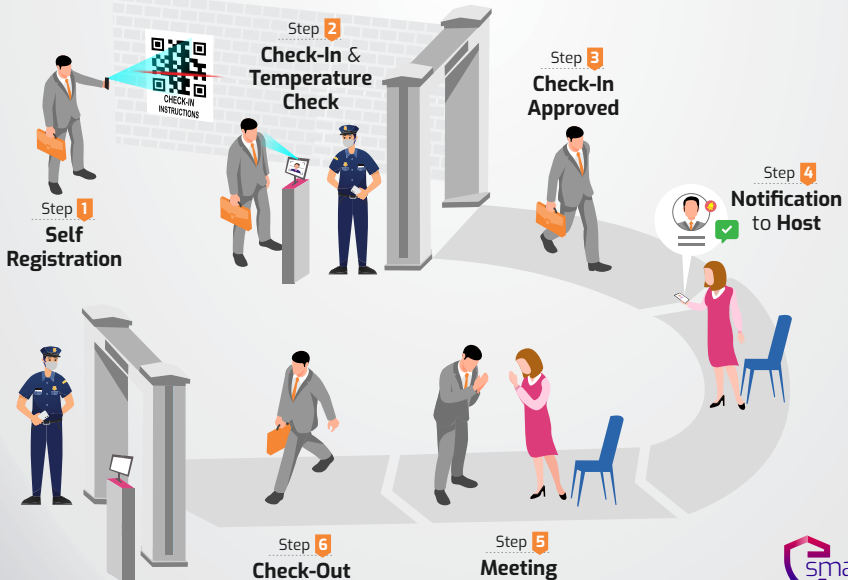 Step 1
Self
Registration
CHECK-IN
INSTRUCTIONS
Step 2
Check-In &
Temperature
Check
Step 3
Check-In
Approved
Step 4
Notification
to Host
Step 5
Meeting
Step 6
Check-Out